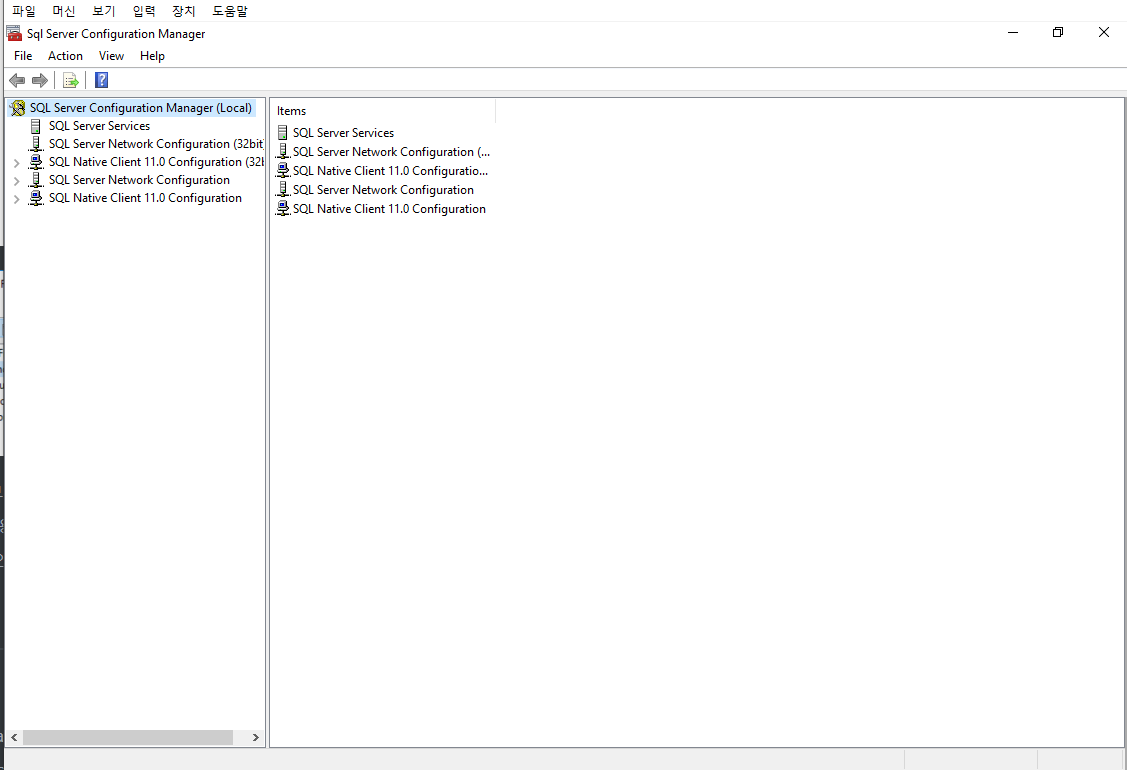 파일 머신 보기 입력 장치 도움말
Sql Server Configuration Manager
File Action View Help
SQL Server Configuration Manager (Local)
SQL Server Services
SQL Server Network Configuration (32bit
SQL Native Client 11.0 Configuration (32b
SQL Server Network Configuration
SQL Native Client 11.0 Configuration
Items
SQL Server Services
SQL Server Network Configuration (...
SQL Native Client 11.0 Configuratio...
SQL Server Network Configuration
SQL Native Client 11.0 Configuration